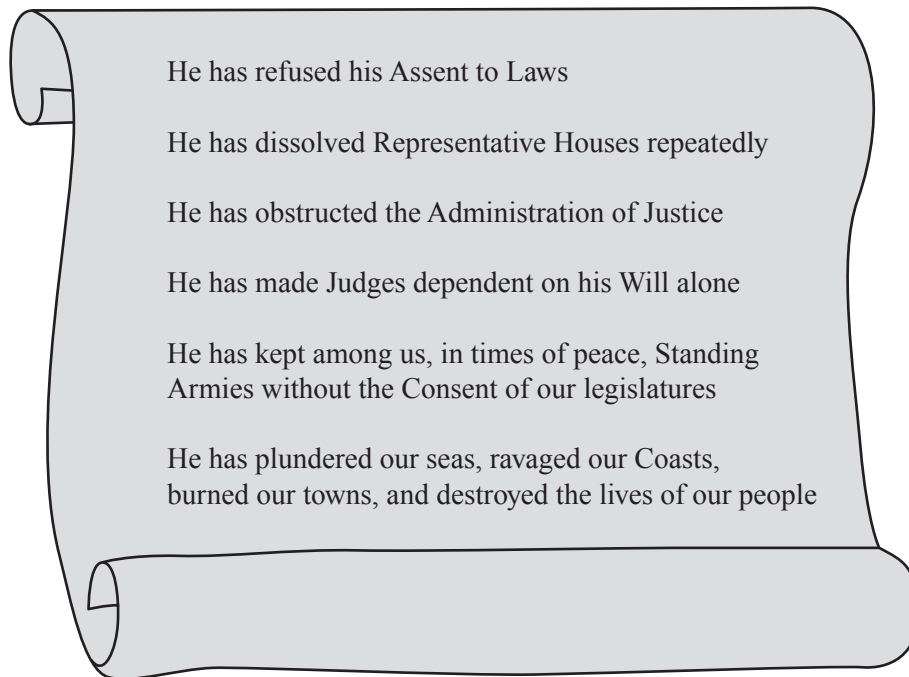 He has refused his Assent to Laws
He has dissolved Representative Houses repeatedly
He has obstructed the Administration of Justice
He has made Judges dependent on his Will alone
He has kept among us, in times of peace, Standing
Armies without the Consent of our legislatures
He has plundered our seas, ravaged our Coasts,
burned our towns, and destroyed the lives of our people